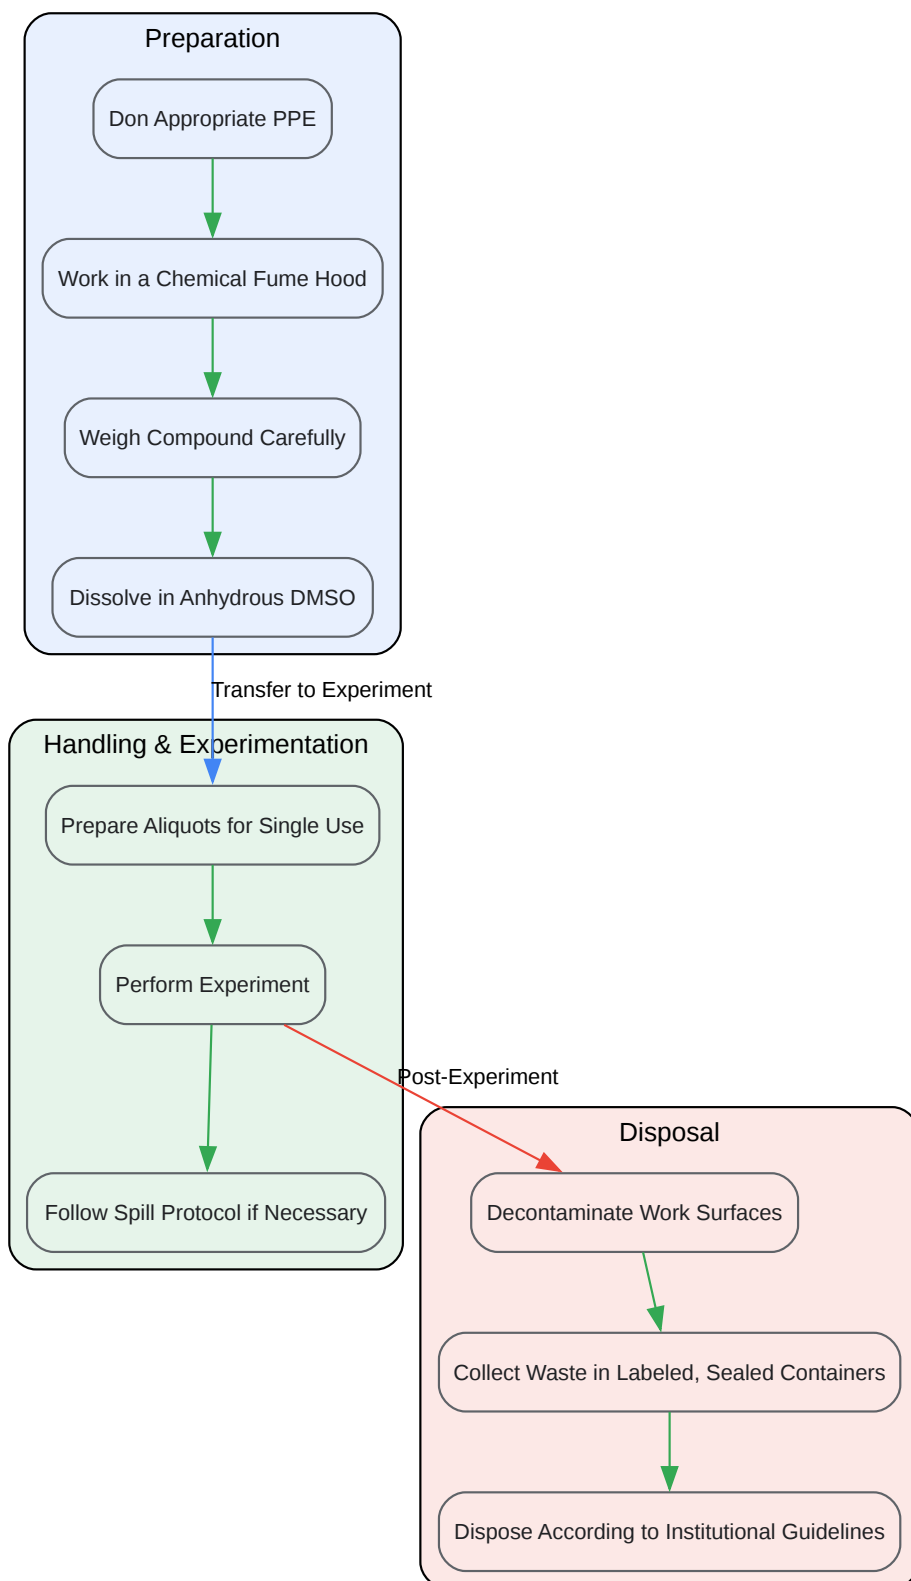 Preparation
Don Appropriate PPE
Work in a Chemical Fume Hood
Weigh Compound Carefully
Dissolve in Anhydrous DMSO
Transfer to Experiment
Handling & Experimentation
Prepare Aliquots for Single Use
Perform Experiment
Post-Experiment
Follow Spill Protocol if Necessary
Disposal
Decontaminate Work Surfaces
Collect Waste in Labeled, Sealed Containers
Dispose According to Institutional Guidelines